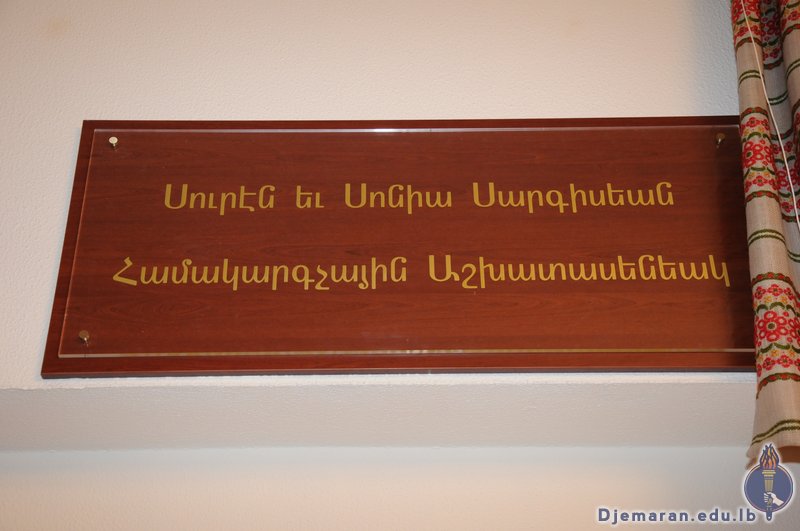 Սուրէն եւ Սոնիա Սարգիսեան
Համակարգչային Աշխատասենեակ
Djemaran.edu.lb